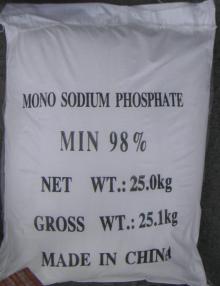 MONO SODIUM PHOSPHATE
MIN 98%
NET WT.: 25.0kg
GROSS WT.: 25.1kg
MADE IN CHINA